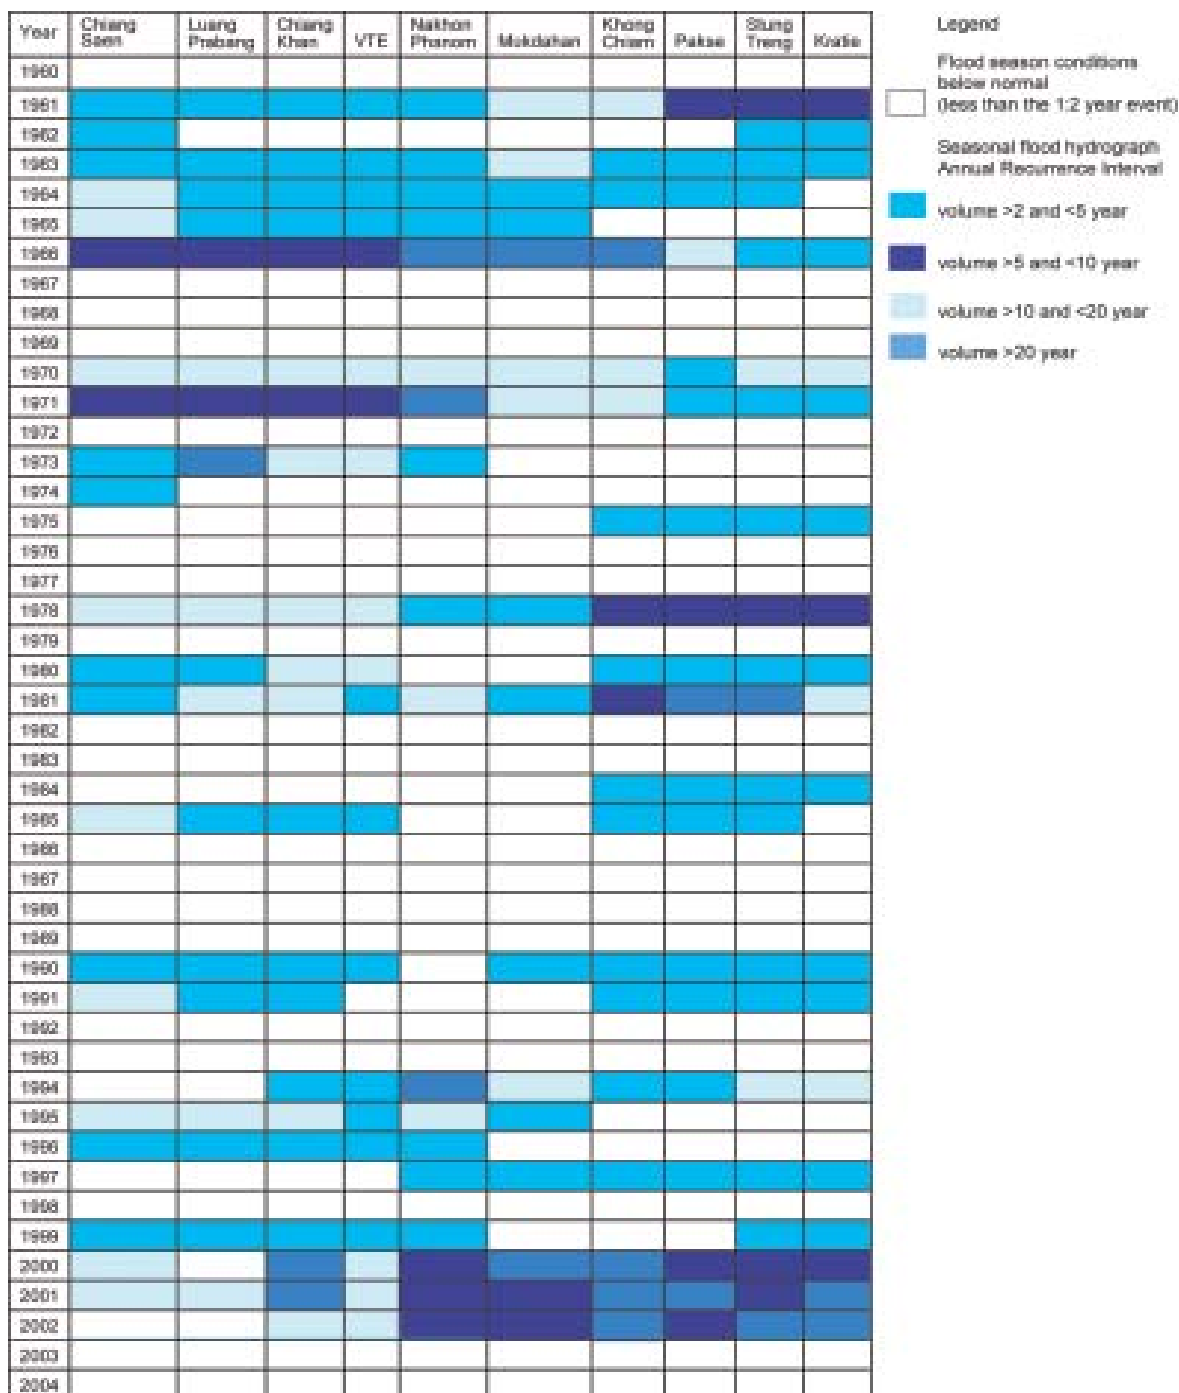 Year
Chiang
Saen
Luang
Prabang
Chiang
Khan
VTE
Nakhon
Phanom
Mukdahan
Khong
Chiam
Pakse
Stung
Treng
Kratie
1960
1961
1962
1963
1964
1965
1966
1967
1968
1969
1970
1971
1972
1973
1974
1975
1976
1977
1978
1979
1980
1981
1982
1983
1984
1985
1986
1987
1988
1989
1990
1991
1992
1993
1994
1995
1996
1997
1998
1999
2000
2001
2002
2003
2004
Legend
Flood season conditions
below normal
(less than the 1:2 year event)
Seasonal flood hydrograph
Annual Recurrence Interval
volume >2 and <5 year
volume >5 and <10 year
volume >10 and <20 year
volume >20 year